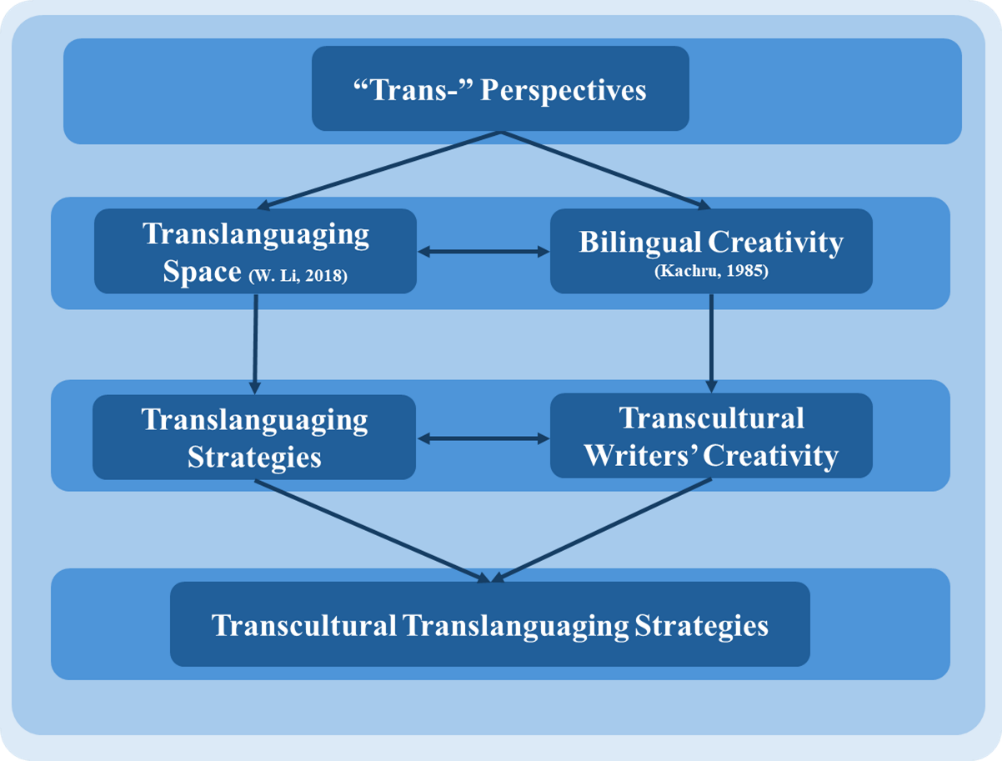 “Trans-” Perspectives
Translanguaging
Space (W. Li, 2018)
Bilingual Creativity
(Kachru, 1985)
Translanguaging
Strategies
Transcultural
Writers’ Creativity
Transcultural Translanguaging Strategies